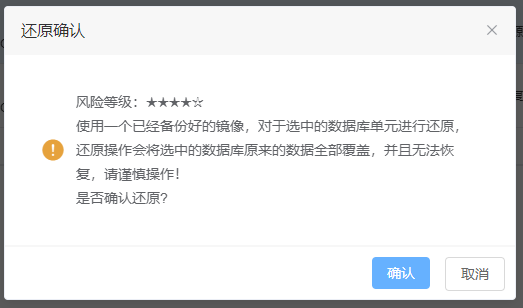 还原确认
风险等级：★★★★☆
使用一个已经备份好的镜像，对于选中的数据库单元进行还原，
还原操作会将选中的数据库原来的数据全部覆盖，并且无法恢
复，请谨慎操作！
是否确认还原？
确认
取消